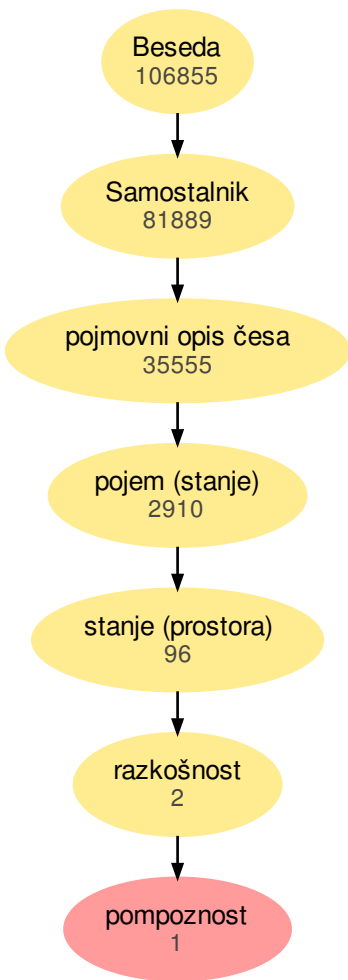 Beseda
106855
Samostalnik
81889
pojmovni opis česa
35555
pojem (stanje)
2910
stanje (prostora)
96
razkošnost
2
pompoznost
1